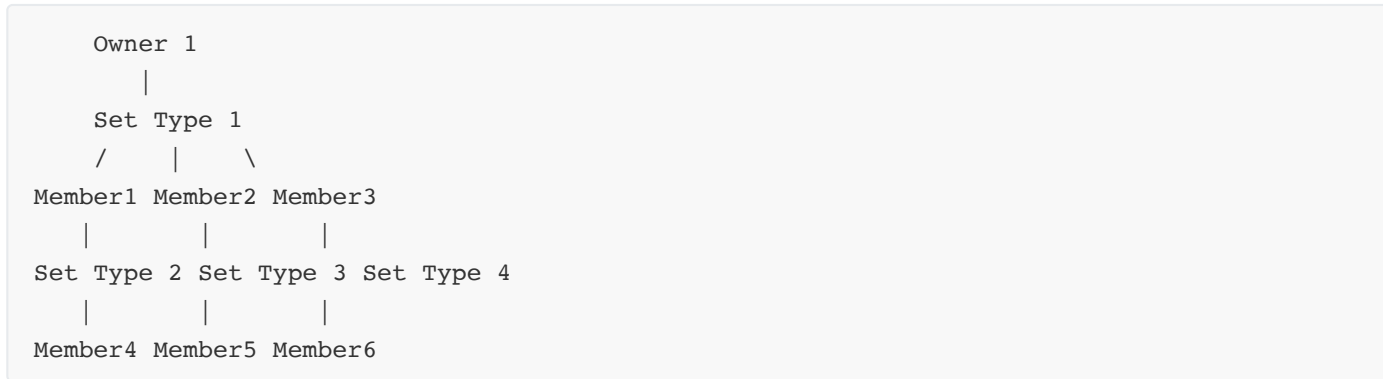 Owner 1
|
Set Type 1
/ | \
Member1 Member2 Member3
| | |
Set Type 2 Set Type 3 Set Type 4
| | |
Member4 Member5 Member6